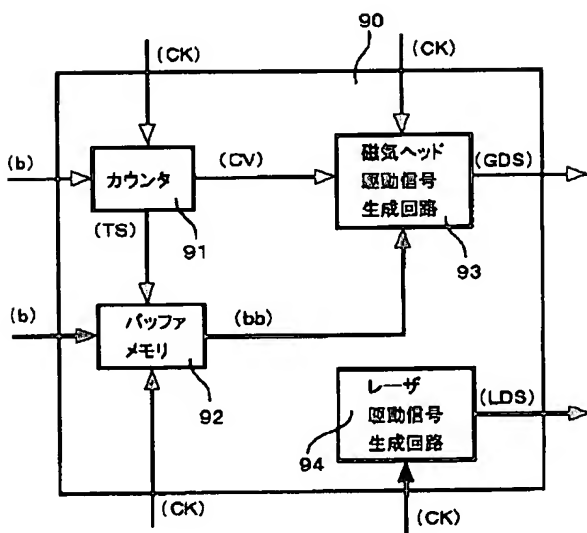 90
(CK)
(CK)
(b)
カウンタ
(CV)
磁気ヘッド
駆動信号
生成回路
(GDS)
91
(TS)
93
(b)
バッファ
メモリ
(bb)
92
レーザ
駆動信号
生成回路
(LDS)
94
(CK)
(CK)